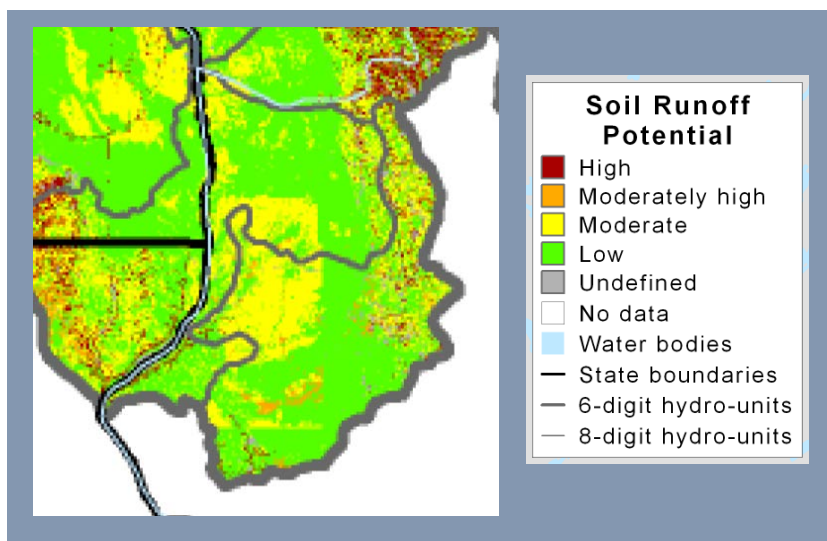 Soil Runoff
Potential
High
Moderately high
Moderate
Low
Undefined
No data
Water bodies
State boundaries
6-digit hydro-units
8-digit hydro-units